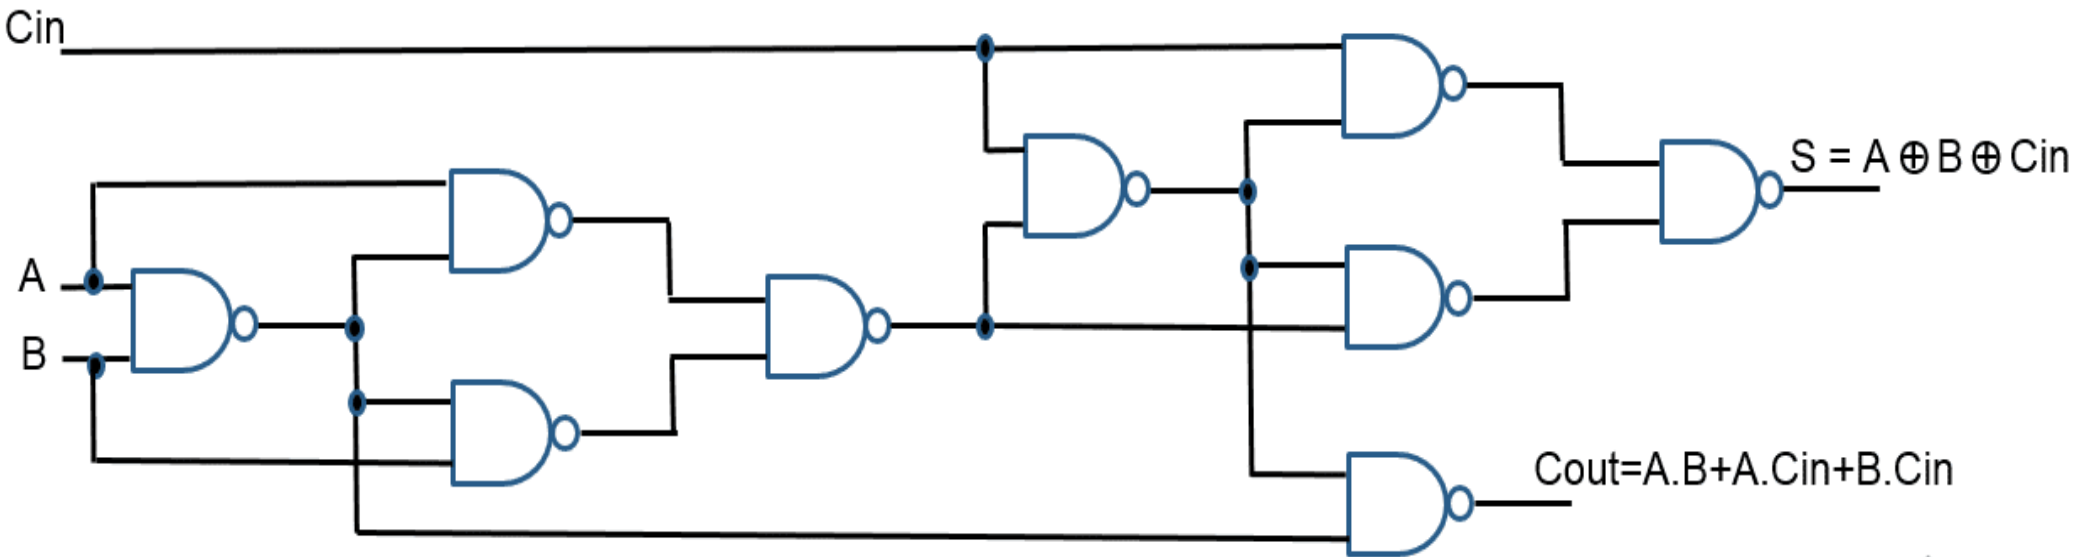 Cin
S = A ⊕ B ⊕ Cin
A
B
Cout=A.B+A.Cin+B.Cin